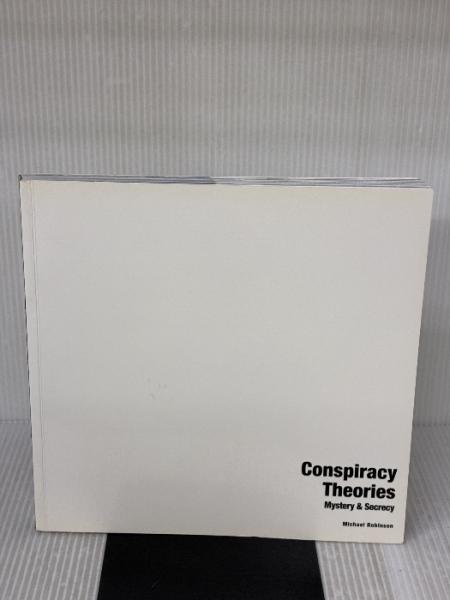 Conspiracy
Theories
Mystery & Secrecy
Michael Robinson